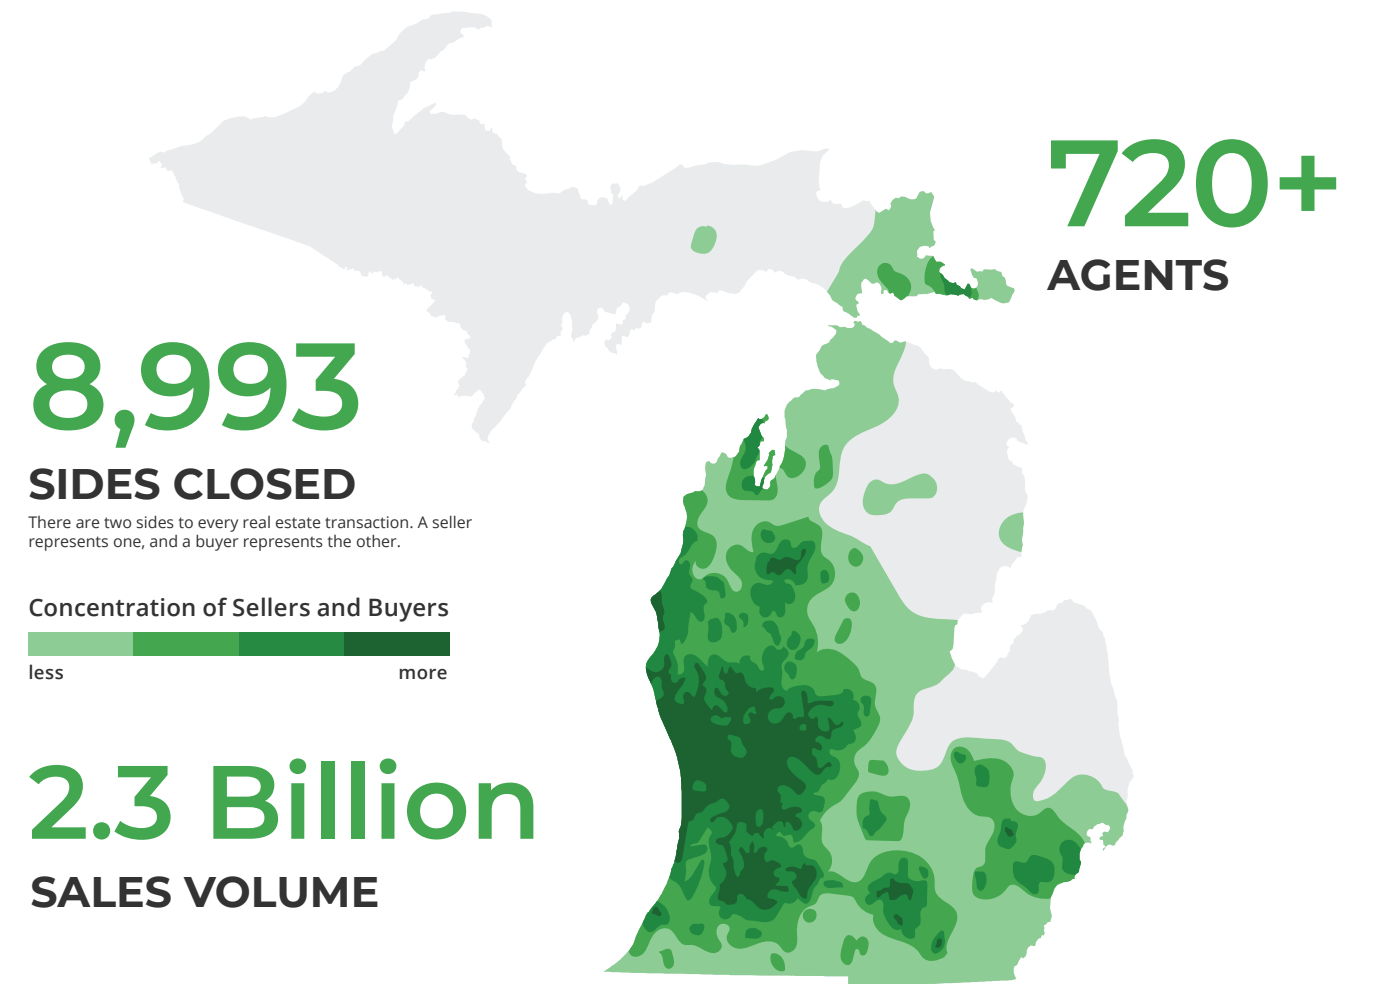 720+
AGENTS
8,993
SIDES CLOSED
There are two sides to every real estate transaction. A seller
represents one, and a buyer represents the other.
Concentration of Sellers and Buyers
less more
2.3 Billion
SALES VOLUME